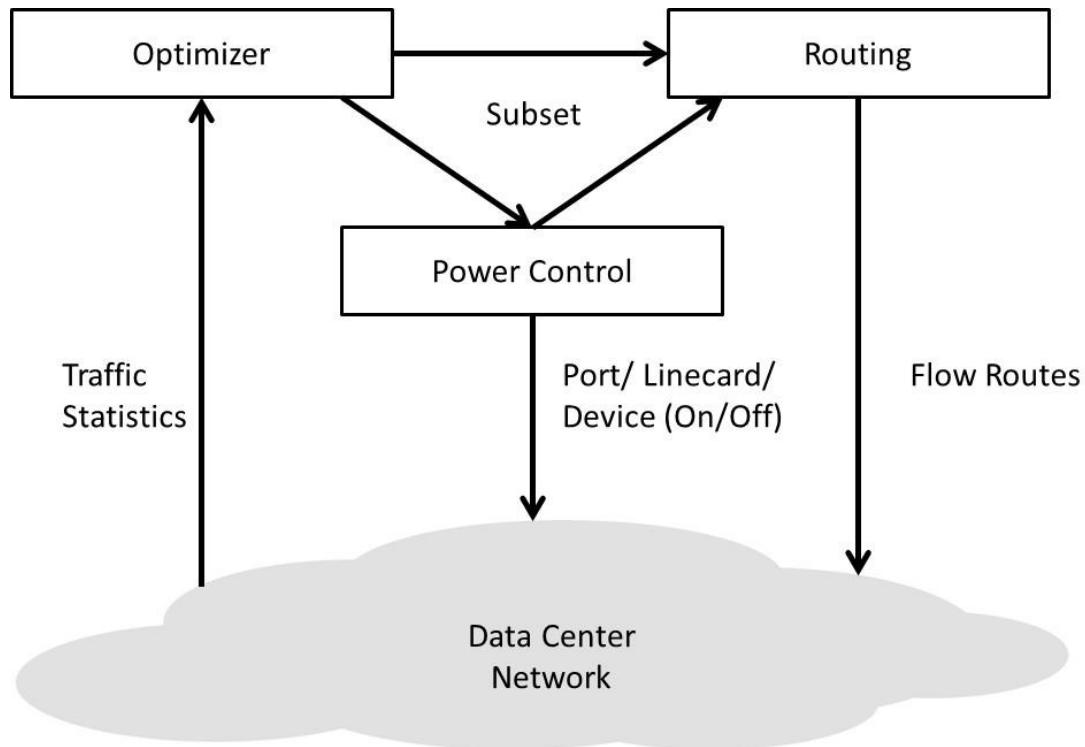 Optimizer
Routing
Subset
Power Control
Traffic
Statistics
Port/ Linecard/
Device (On/Off)
Flow Routes
Data Center
Network